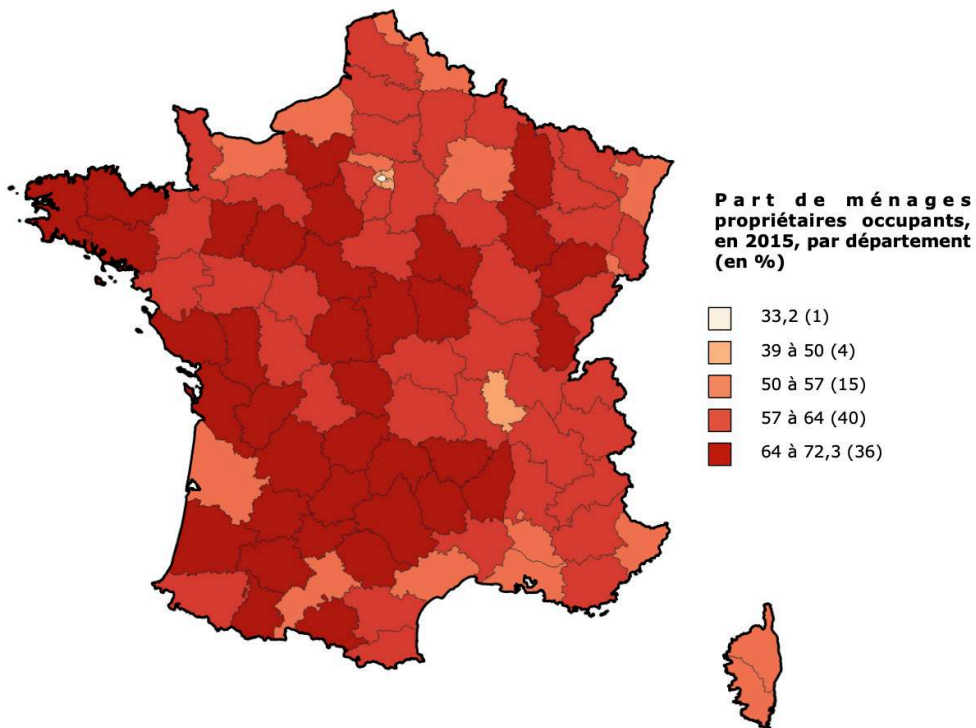 Part de ménages
propriétaires occupants,
en 2015, par département
(en %)
33,2 (1)
39 à 50 (4)
50 à 57 (15)
57 à 64 (40)
64 à 72,3 (36)